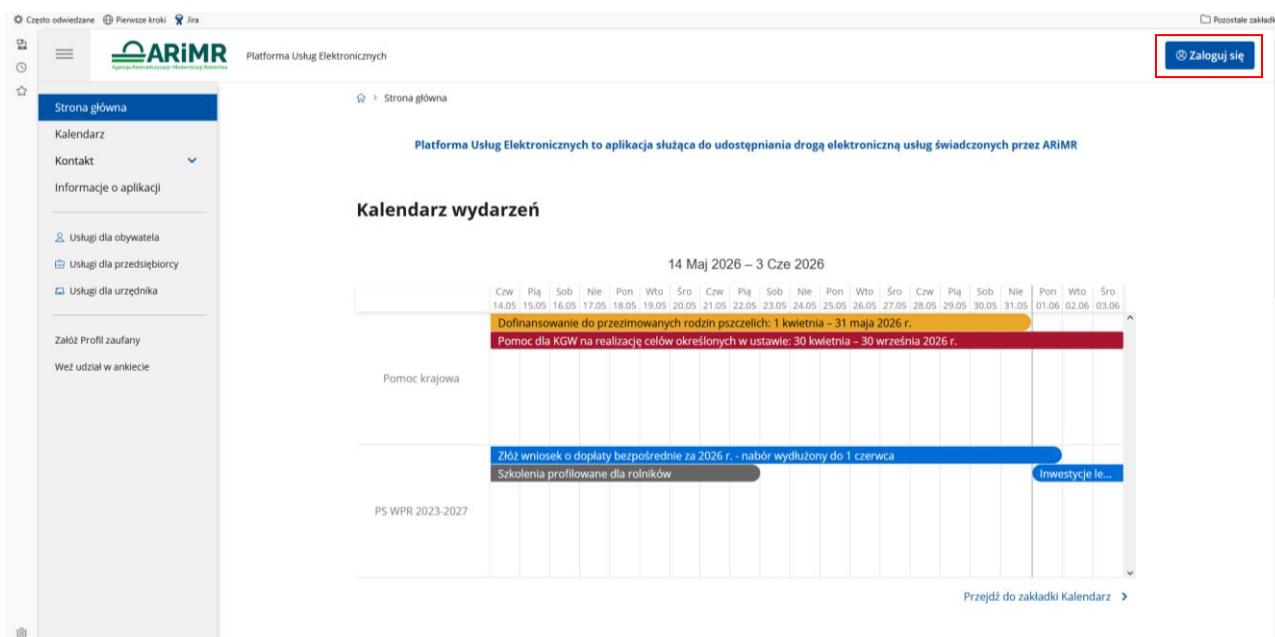 Często odwiedzane Pierwsze kroki Jira Pozostałe zakładk
ARiMR
Agencja Restrukturyzacji i Modernizacji Rolnictwa
Platforma Usług Elektronicznych
Zaloguj się
Strona główna
Kalendarz
Kontakt
Informacje o aplikacji
Usługi dla obywatela
Usługi dla przedsiębiorcy
Usługi dla urzędnika
Załóż Profil zaufany
Weź udział w ankiecie
Strona główna
Platforma Usług Elektronicznych to aplikacja służąca do udostępniania drogą elektroniczną usług świadczonych przez ARiMR
Kalendarz wydarzeń
14 Maj 2026 – 3 Cze 2026
Czw Pią Sob Nie Pon Wto Śro Czw Pią Sob Nie Pon Wto Śro Czw Pią Sob Nie Pon Wto Śro
14.05 15.05 16.05 17.05 18.05 19.05 20.05 21.05 22.05 23.05 24.05 25.05 26.05 27.05 28.05 29.05 30.05 31.05 01.06 02.06 03.06
Dofinansowanie do przezimowanych rodzin pszczelich: 1 kwietnia – 31 maja 2026 r.
Pomoc dla KGW na realizację celów określonych w ustawie: 30 kwietnia – 30 września 2026 r.
Pomoc krajowa
Złóż wniosek o dopłaty bezpośrednie za 2026 r. - nabór wydłużony do 1 czerwca
Szkolenia profilowane dla rolników Inwestycje le...
PS WPR 2023-2027
Przejdź do zakładki Kalendarz